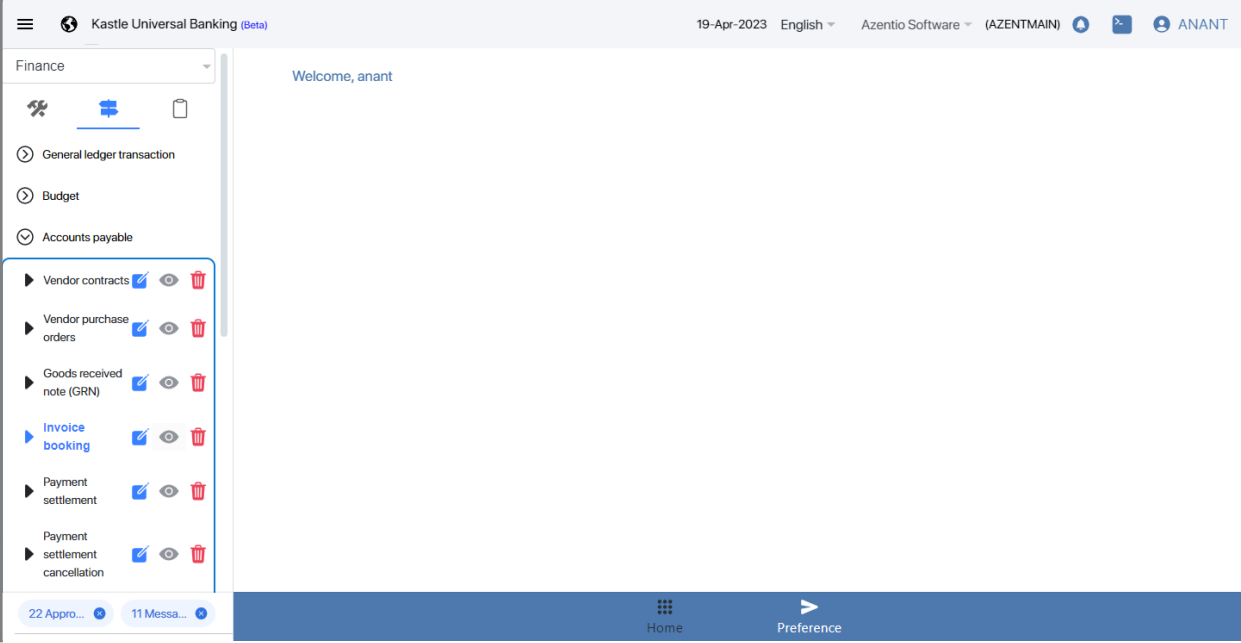 Kastle Universal Banking (Beta)
19-Apr-2023 English Azentio Software (AZENTMAIN) ANANT
Finance
Welcome, anant
General ledger transaction
Budget
Accounts payable
Vendor contracts
Vendor purchase
orders
Goods received
note (GRN)
Invoice
booking
Payment
settlement
Payment
settlement
cancellation
22 Appro... 11 Messa...
Home
Preference